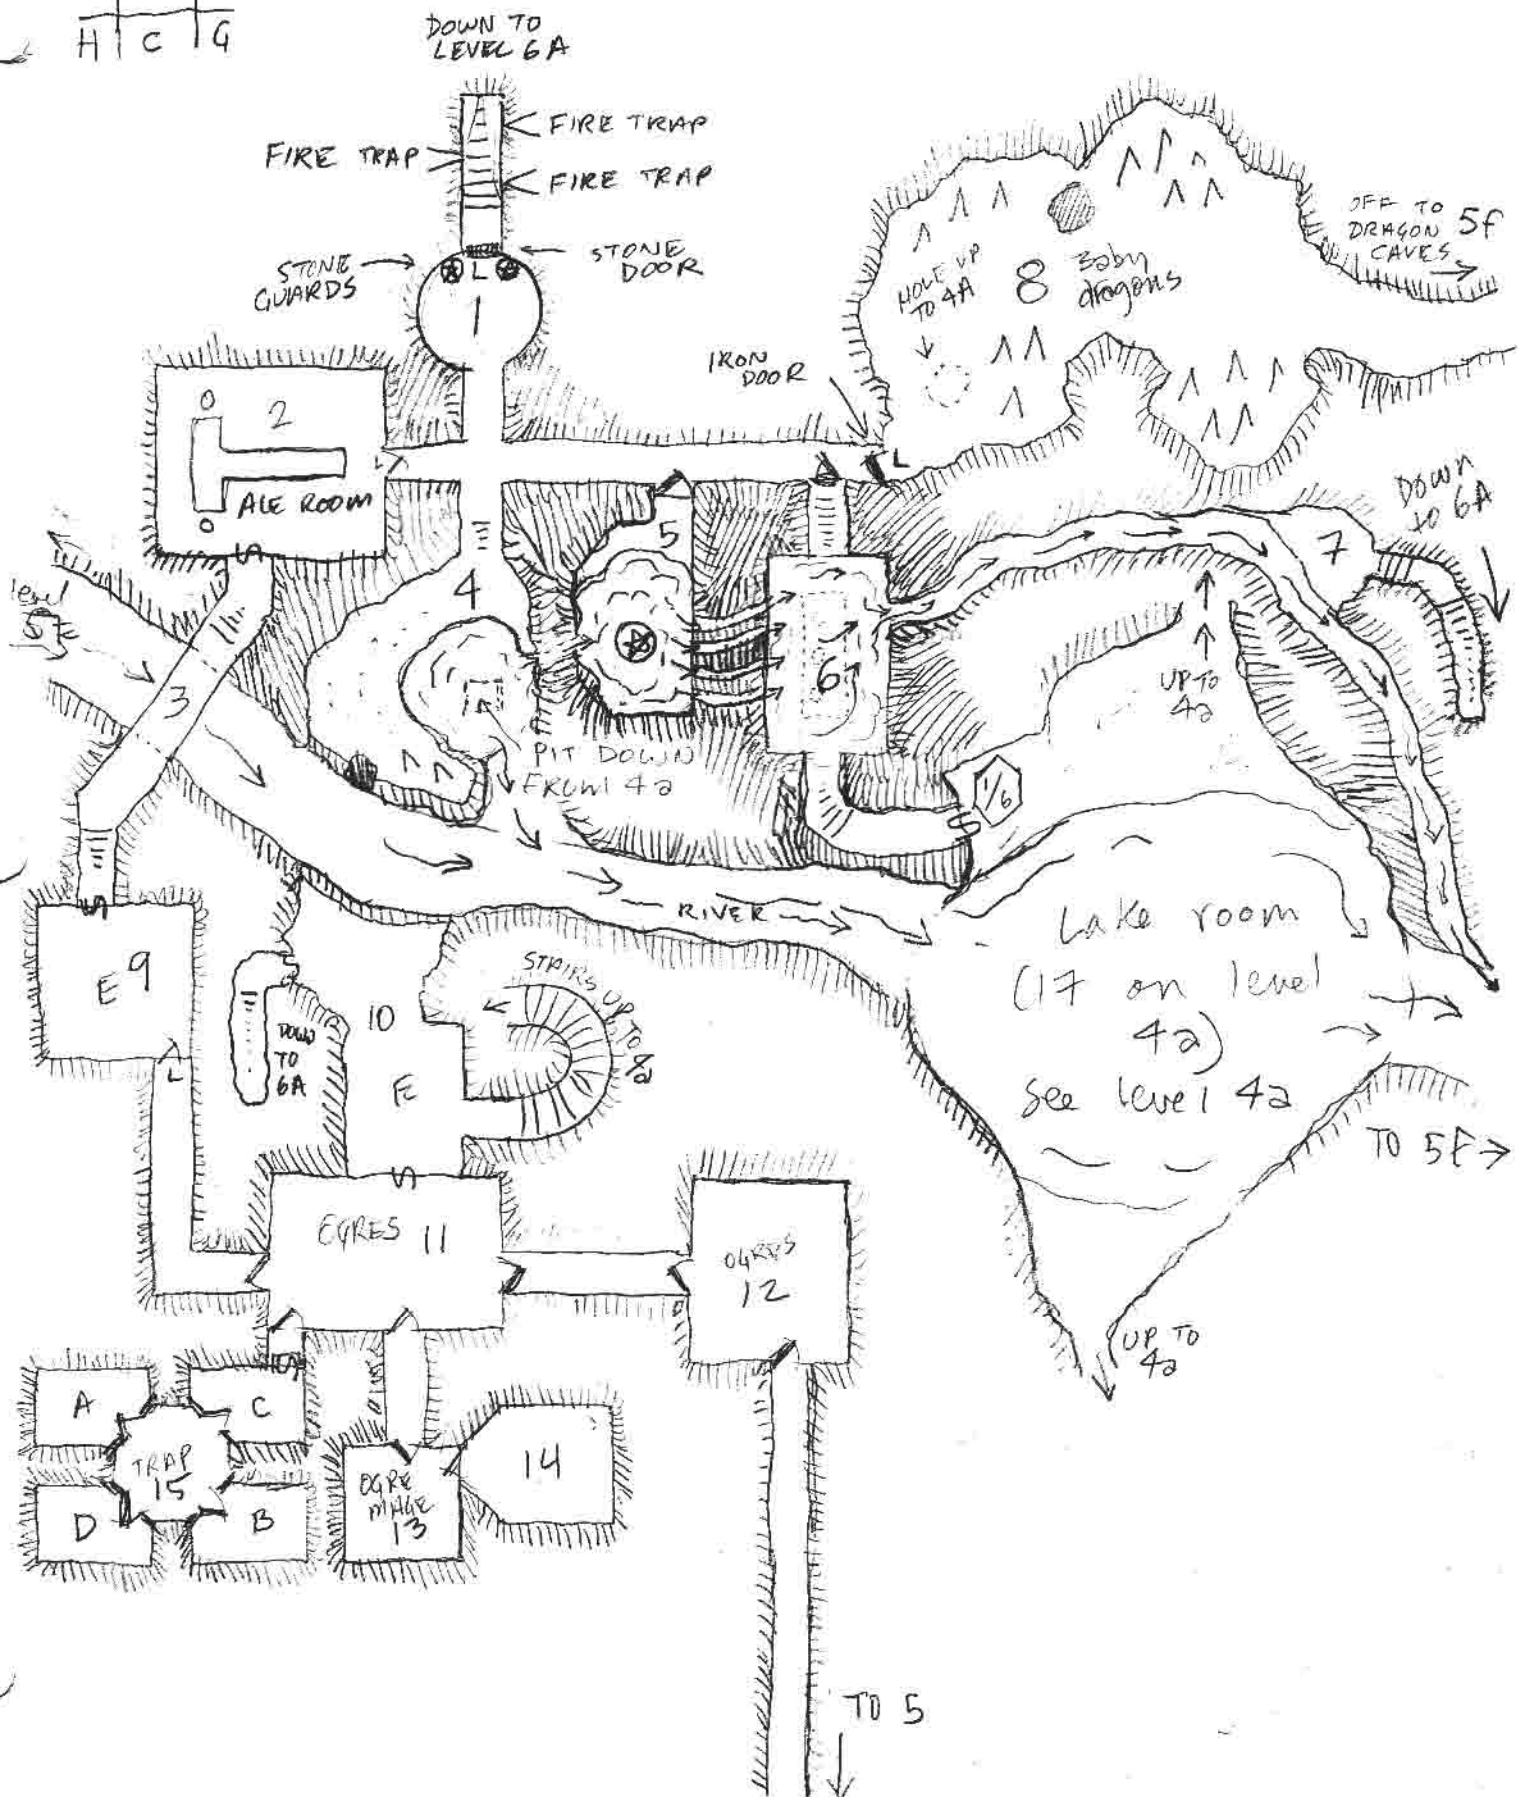 H C G
DOWN TO
LEVEL 6A
FIRE TRAP
FIRE TRAP
FIRE TRAP
STONE
GUARDS
STONE
DOOR
L
1
OFF TO
DRAGON 5f
CAVES
HOLE UP
TO 4A
8
Baby
dragons
IRON
DOOR
2
ALE ROOM
L
L
S
5
4
7
DOWN
TO 6A
level
3
6
UP TO
4a
PIT DOWN
FROM 4a
1/6
S
RIVER
Lake room
(17 on level
4a)
See level 4a
S
E 9
L
10
E
DOWN
TO
6A
STAIRS UP TO 4a
TO 5f
S
11
OGRES
12
UP TO
4a
S
A
C
TRAP
15
D
B
OGRE
MAGE
13
14
TO 5